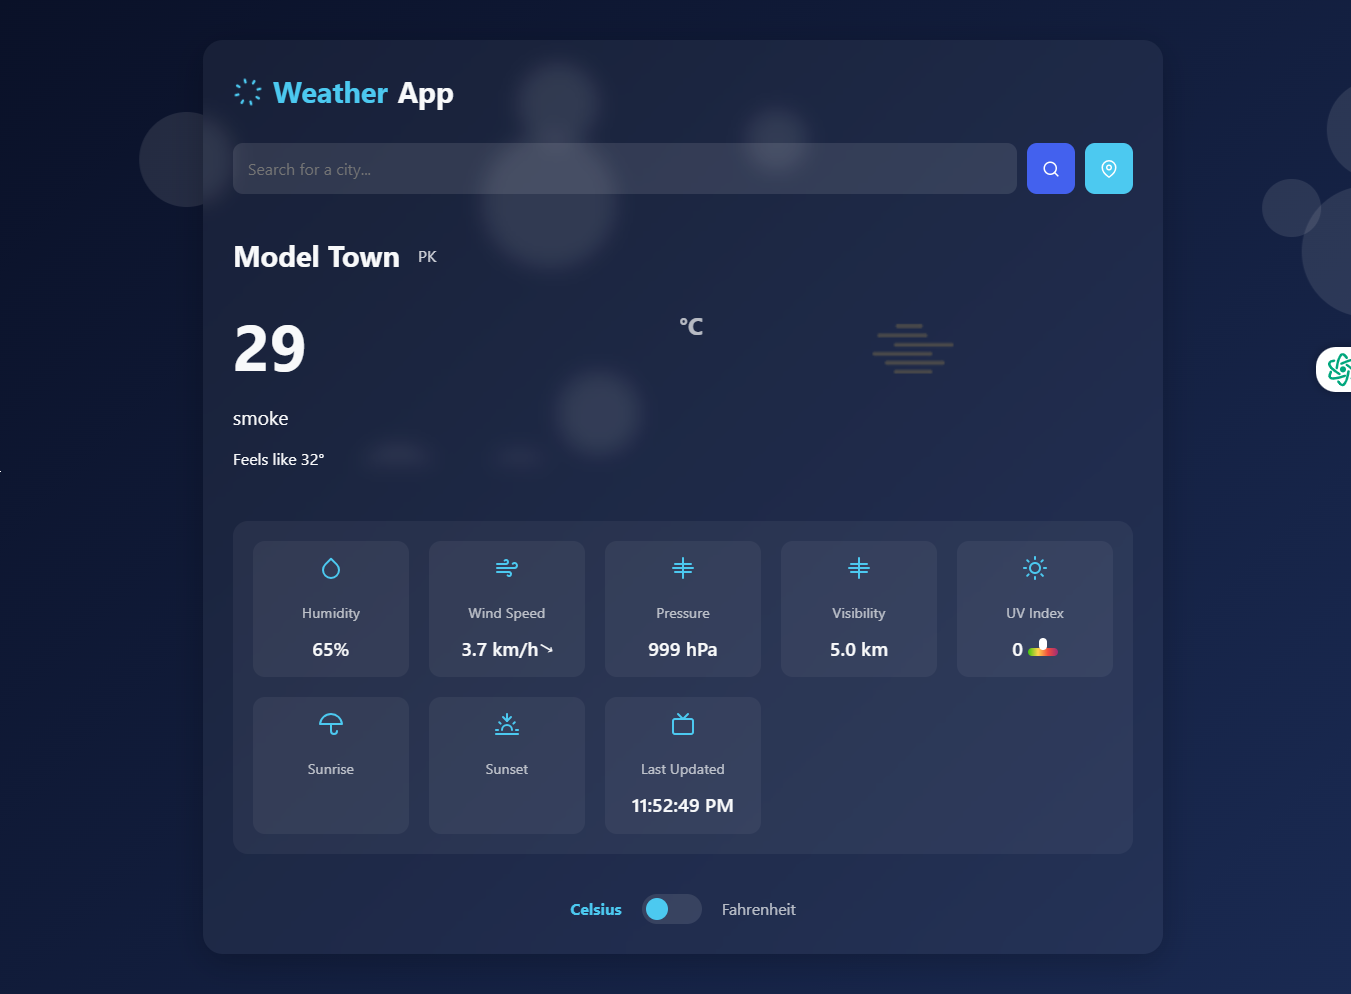 Weather App
Search for a city...
Model Town PK
29 °C
smoke
Feels like 32°
Humidity
65%
Wind Speed
3.7 km/h
Pressure
999 hPa
Visibility
5.0 km
UV Index
0
Sunrise
Sunset
Last Updated
11:52:49 PM
Celsius Fahrenheit